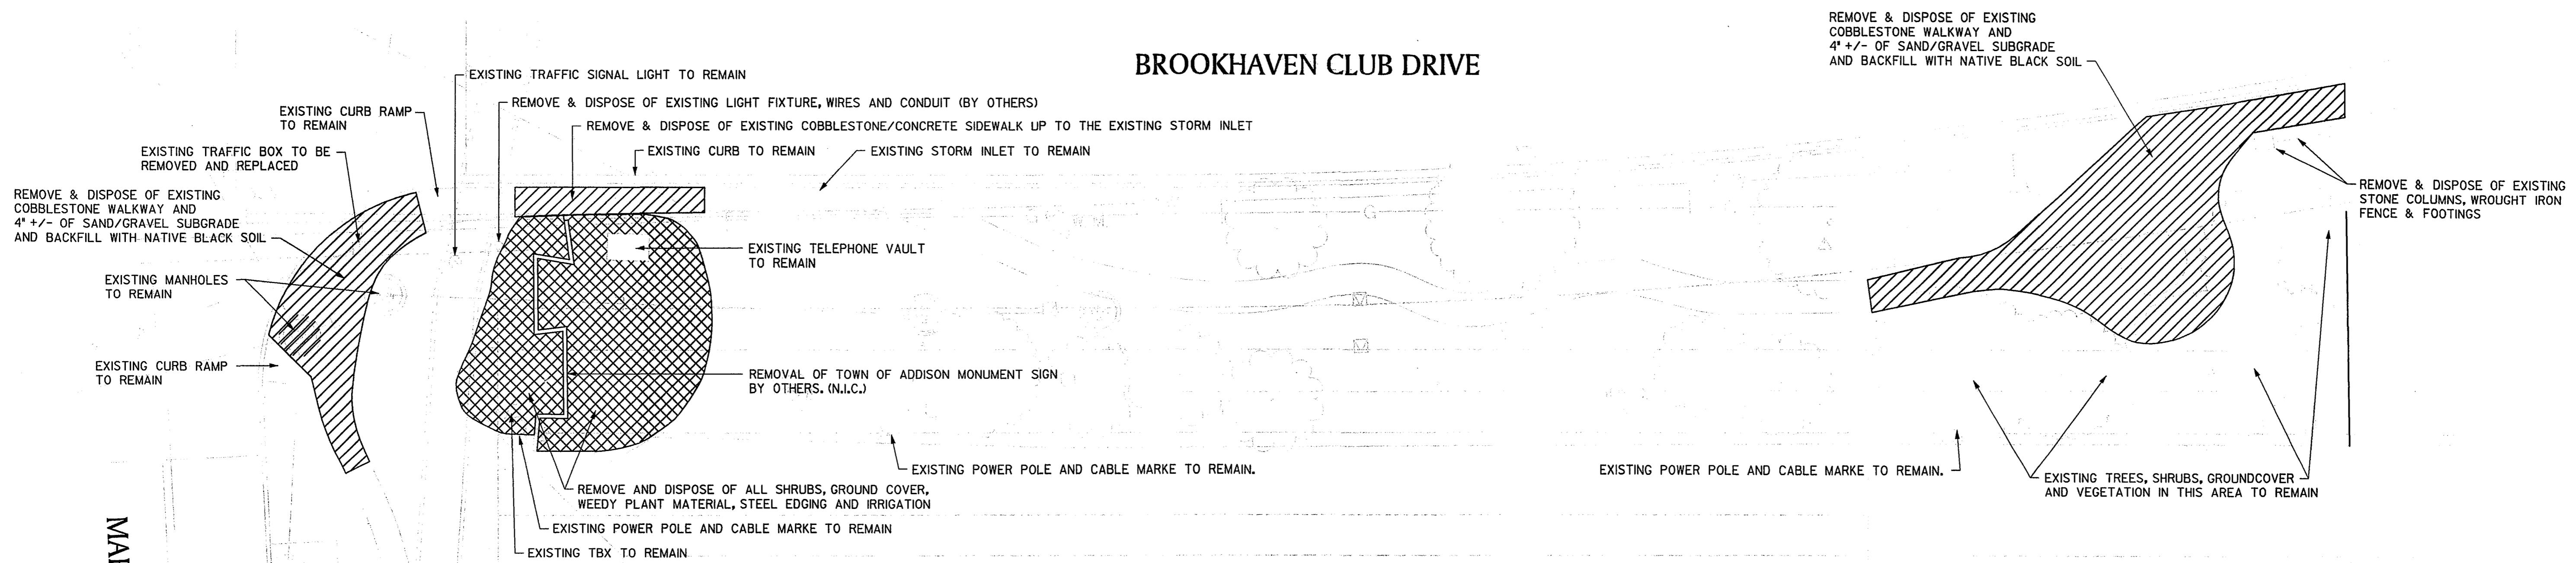 REMOVE & DISPOSE OF EXISTING
COBBLESTONE WALKWAY AND
4" +/- OF SAND/GRAVEL SUBGRADE
AND BACKFILL WITH NATIVE BLACK SOIL
BROOKHAVEN CLUB DRIVE
EXISTING TRAFFIC SIGNAL LIGHT TO REMAIN
REMOVE & DISPOSE OF EXISTING LIGHT FIXTURE, WIRES AND CONDUIT (BY OTHERS)
EXISTING CURB RAMP
TO REMAIN
REMOVE & DISPOSE OF EXISTING COBBLESTONE/CONCRETE SIDEWALK UP TO THE EXISTING STORM INLET
EXISTING TRAFFIC BOX TO BE
REMOVED AND REPLACED
EXISTING CURB TO REMAIN
EXISTING STORM INLET TO REMAIN
REMOVE & DISPOSE OF EXISTING
COBBLESTONE WALKWAY AND
4" +/- OF SAND/GRAVEL SUBGRADE
AND BACKFILL WITH NATIVE BLACK SOIL
REMOVE & DISPOSE OF EXISTING
STONE COLUMNS, WROUGHT IRON
FENCE & FOOTINGS
EXISTING TELEPHONE VAULT
TO REMAIN
EXISTING MANHOLES
TO REMAIN
EXISTING CURB RAMP
TO REMAIN
REMOVAL OF TOWN OF ADDISON MONUMENT SIGN
BY OTHERS. (N.I.C.)
EXISTING POWER POLE AND CABLE MARKE TO REMAIN.
EXISTING POWER POLE AND CABLE MARKE TO REMAIN.
EXISTING TREES, SHRUBS, GROUNDCOVER
AND VEGETATION IN THIS AREA TO REMAIN
REMOVE AND DISPOSE OF ALL SHRUBS, GROUND COVER,
WEEDY PLANT MATERIAL, STEEL EDGING AND IRRIGATION
EXISTING POWER POLE AND CABLE MARKE TO REMAIN
EXISTING TBX TO REMAIN